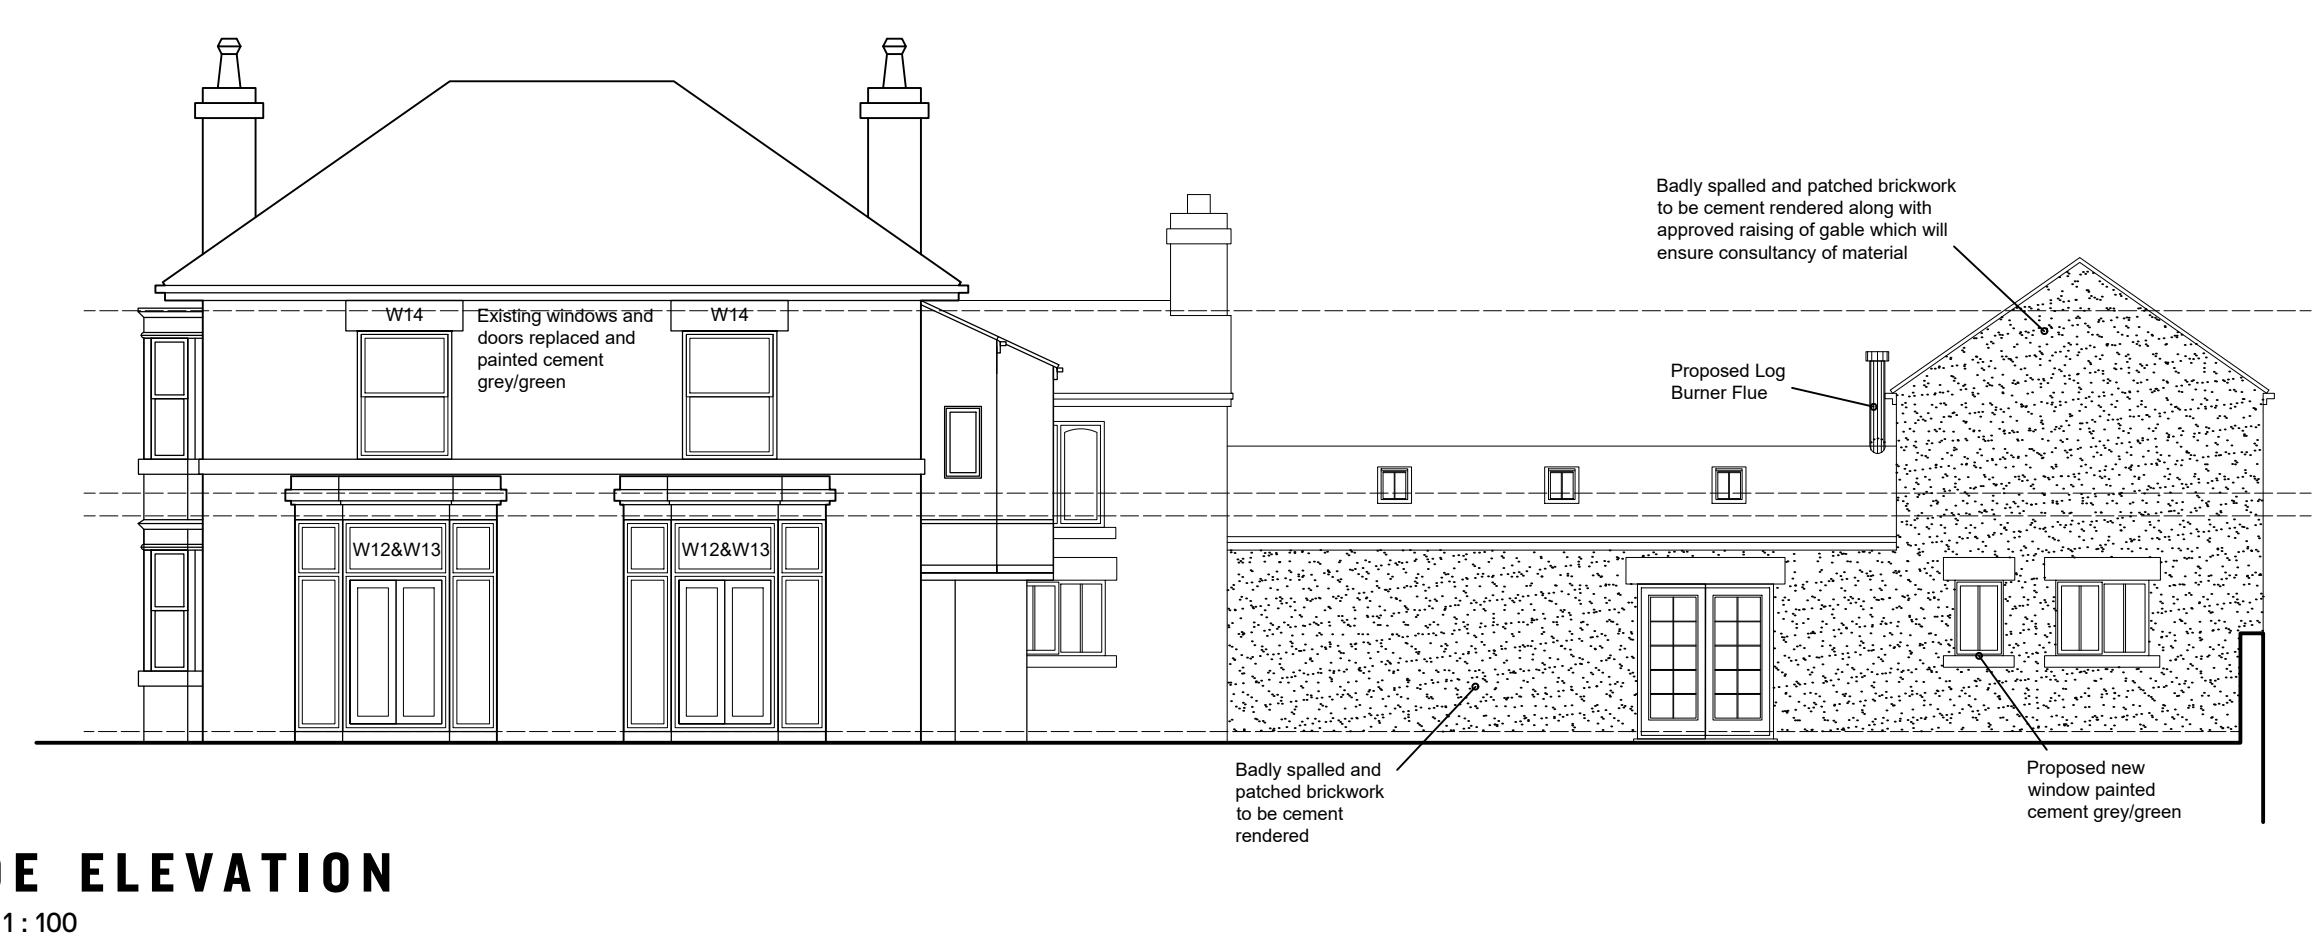 Badly spalled and patched brickwork
to be cement rendered along with
approved raising of gable which will
ensure consultancy of material
W14
Existing windows and
doors replaced and
painted cement
grey/green
W14
Proposed Log
Burner Flue
W12&W13
W12&W13
Badly spalled and
patched brickwork
to be cement
rendered
Proposed new
window painted
cement grey/green
DE ELEVATION
1 : 100